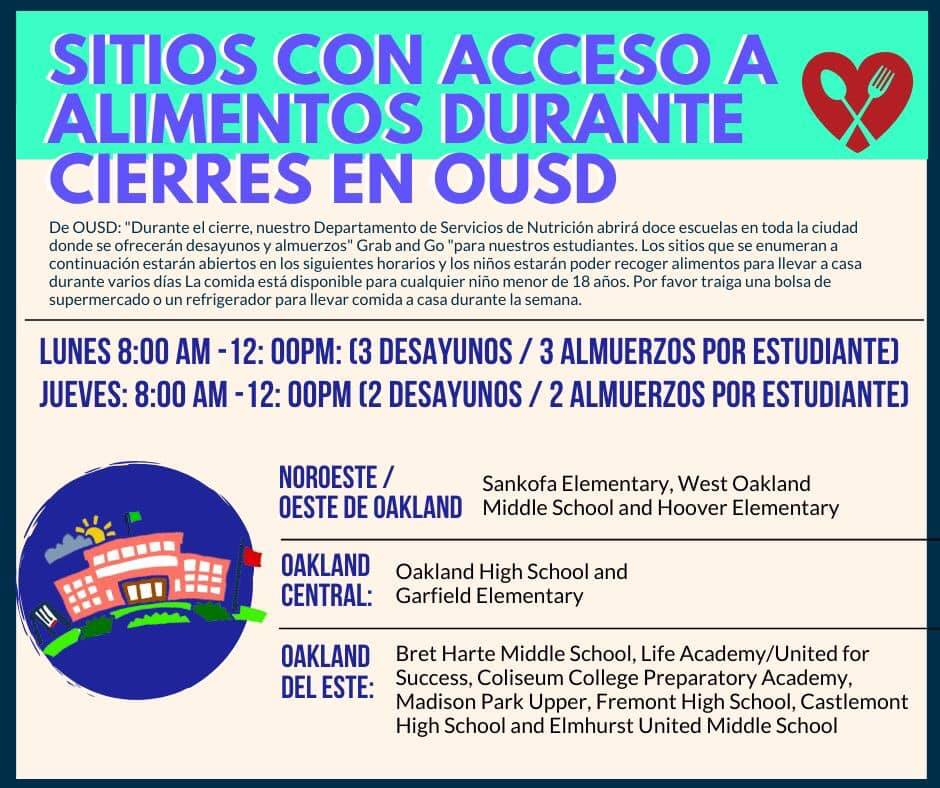 SITIOS CON ACCESO A
ALIMENTOS DURANTE
CIERRES EN OUSD
De OUSD: "Durante el cierre, nuestro Departamento de Servicios de Nutrición abrirá doce escuelas en toda la ciudad
donde se ofrecerán desayunos y almuerzos" Grab and Go "para nuestros estudiantes. Los sitios que se enumeran a
continuación estarán abiertos en los siguientes horarios y los niños estarán poder recoger alimentos para llevar a casa
durante varios días La comida está disponible para cualquier niño menor de 18 años. Por favor traiga una bolsa de
supermercado o un refrigerador para llevar comida a casa durante la semana.
LUNES 8:00 AM -12: 00PM: (3 DESAYUNOS / 3 ALMUERZOS POR ESTUDIANTE)
JUEVES: 8:00 AM -12: 00PM (2 DESAYUNOS / 2 ALMUERZOS POR ESTUDIANTE)
NOROESTE /
OESTE DE OAKLAND
Sankofa Elementary, West Oakland
Middle School and Hoover Elementary
OAKLAND
CENTRAL:
Oakland High School and
Garfield Elementary
OAKLAND
DEL ESTE:
Bret Harte Middle School, Life Academy/United for
Success, Coliseum College Preparatory Academy,
Madison Park Upper, Fremont High School, Castlemont
High School and Elmhurst United Middle School